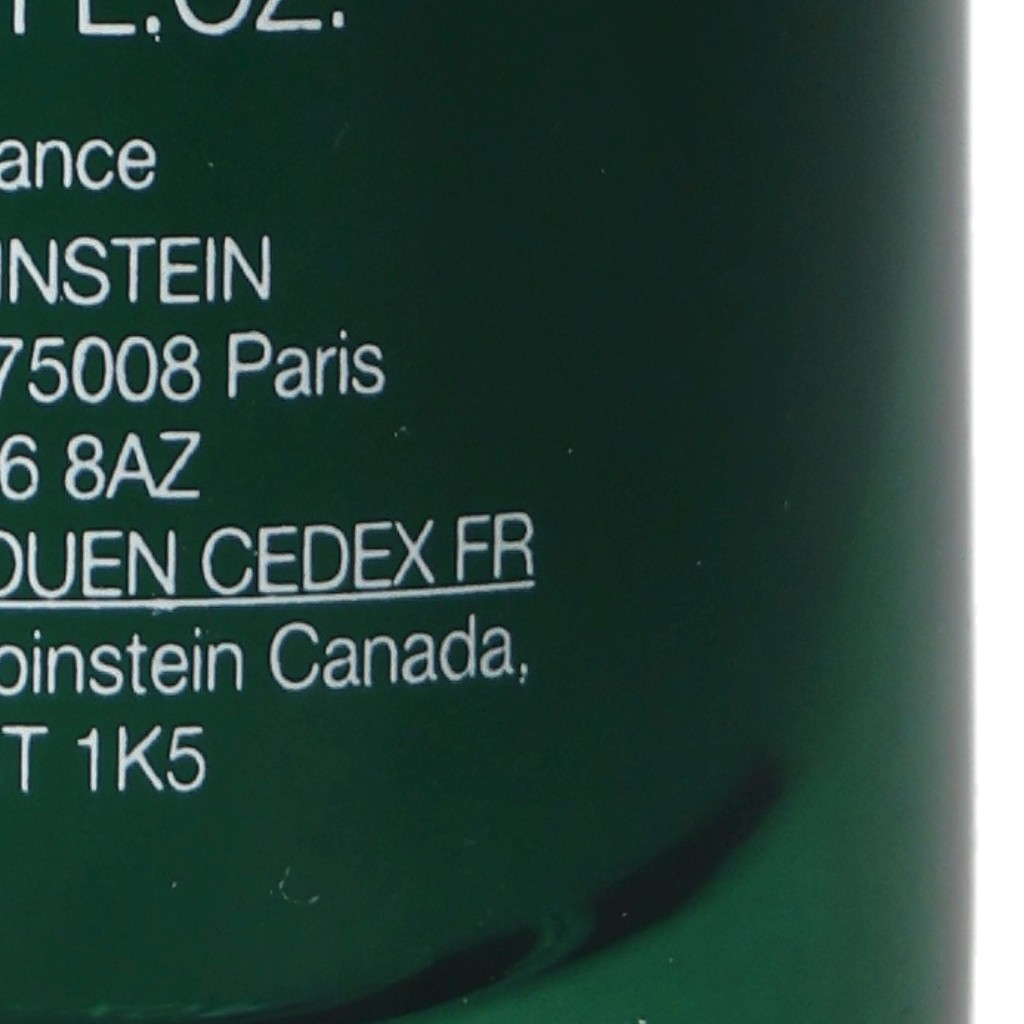 FL.OZ.
ance
INSTEIN
75008 Paris
6 8AZ
OUEN CEDEX FR
binstein Canada,
T 1K5